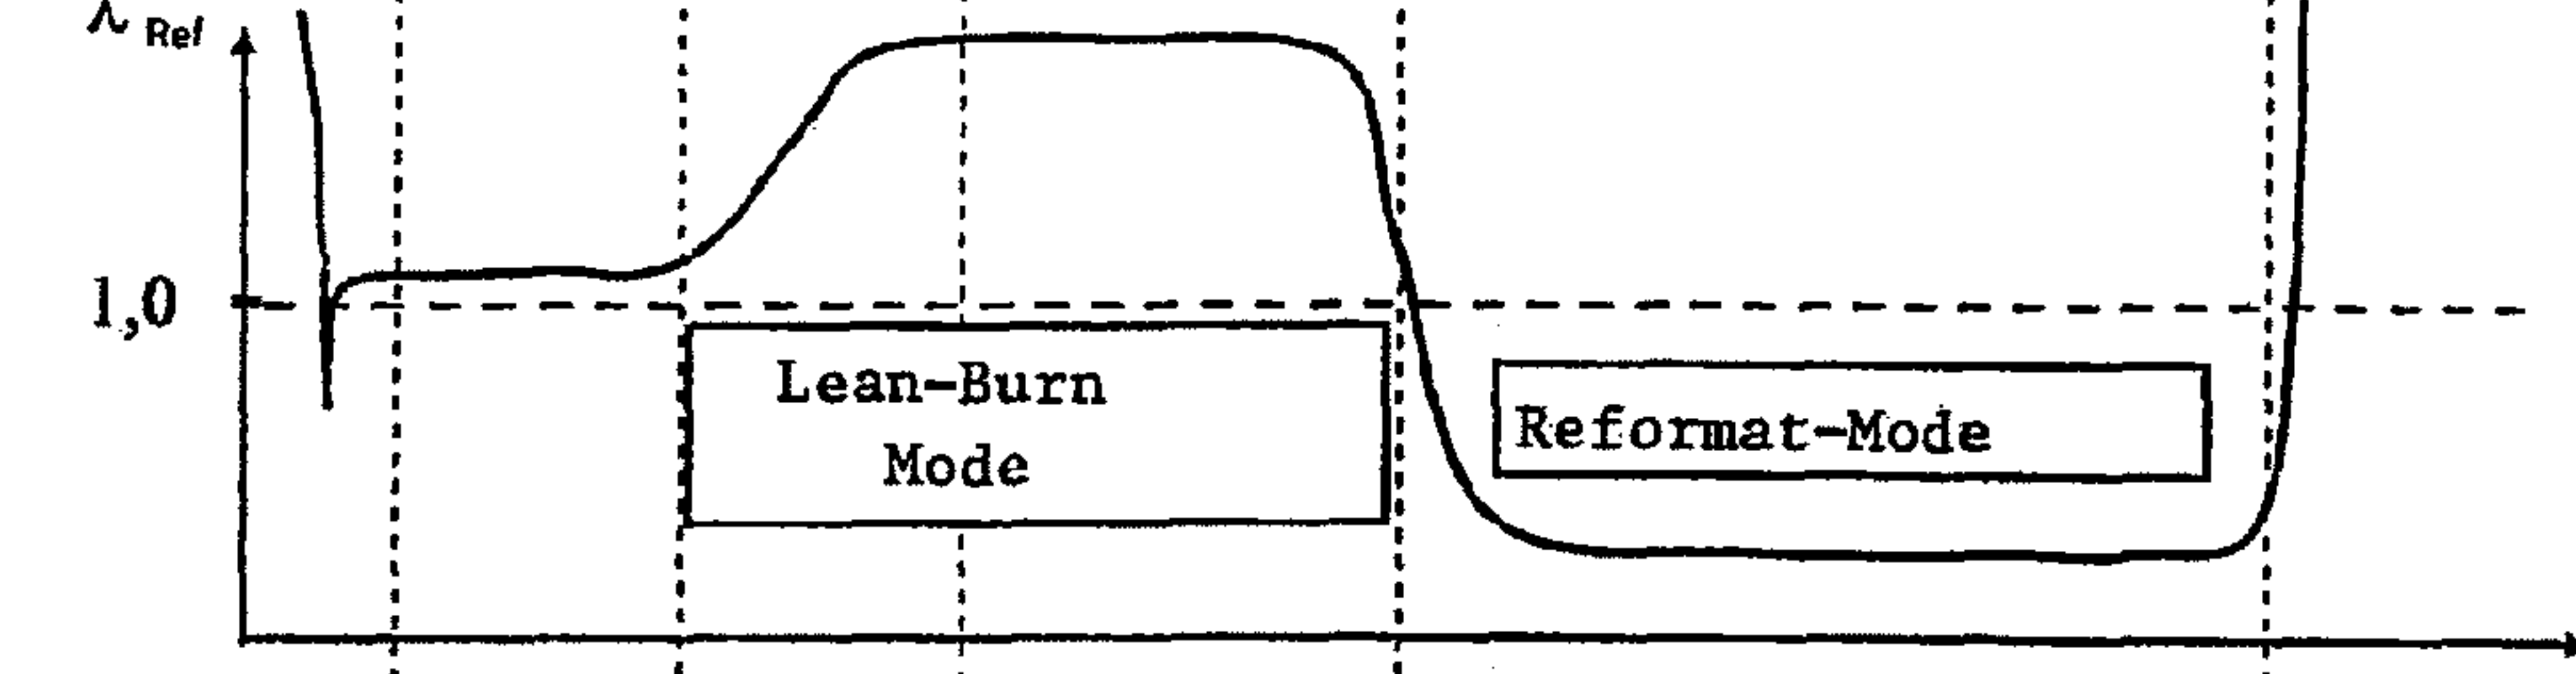 λ Ref
1,0
Lean-Burn
Mode
Reformat-Mode